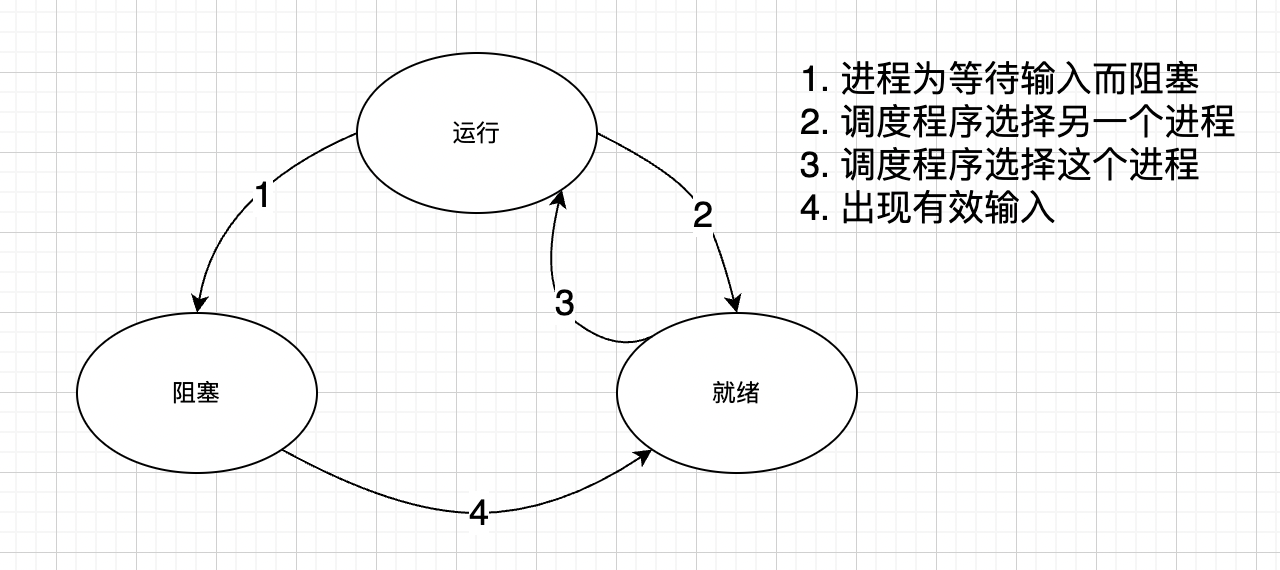 运行
1. 进程为等待输入而阻塞
2. 调度程序选择另一个进程
3. 调度程序选择这个进程
4. 出现有效输入
1
2
3
阻塞
就绪
4